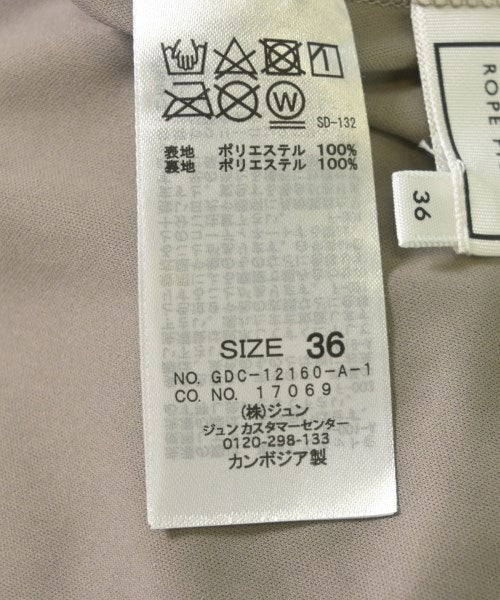 W
SD-132
表地 ポリエステル 100%
裏地 ポリエステル 100%
SIZE 36
NO. GDC-12160-A-1
CO. NO. 17069
(株)ジュン
ジュン カスタマーセンター
0120-298-133
カンボジア製
36
ROPE